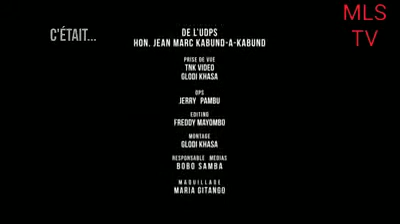 C'ÉTAIT...
DE L'UDPS
HON. JEAN MARC KABUND-A-KABUND
PRISE DE VUE
TNK VIDEO
GLODI KHASA
OPS
JERRY PAMBU
EDITING
FREDDY MAYOMBO
MONTAGE
GLODI KHASA
RESPONSABLE MEDIAS
BOBO SAMBA
MAQUILLAGE
MARIA GITANGO
MLS
TV